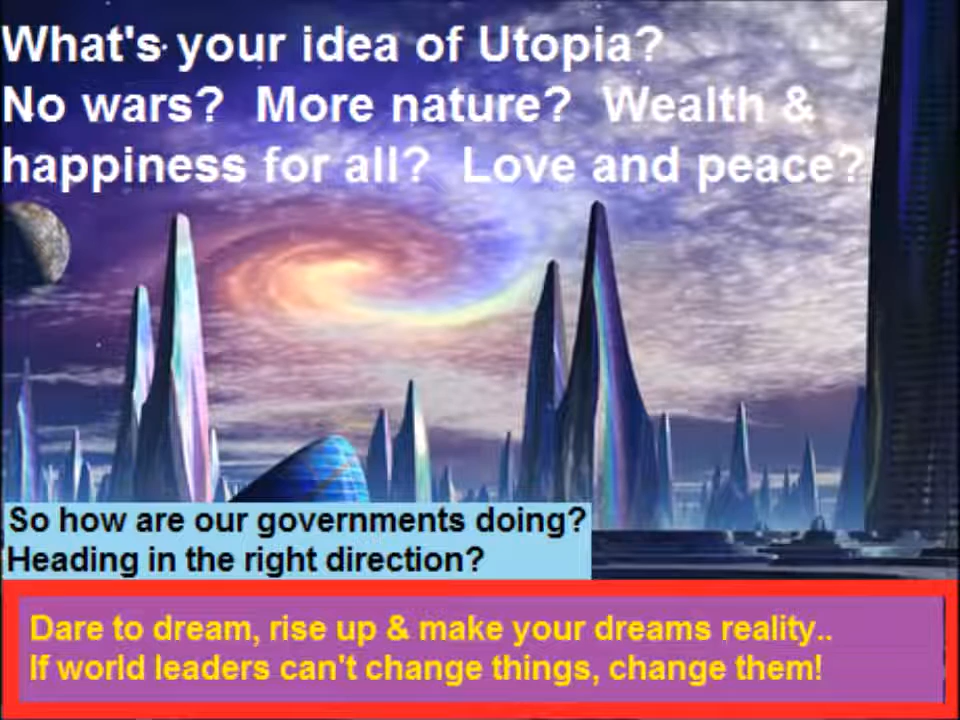 What's your idea of Utopia?
No wars? More nature? Wealth &
happiness for all? Love and peace?
So how are our governments doing?
Heading in the right direction?
Dare to dream, rise up & make your dreams reality..
If world leaders can't change things, change them!